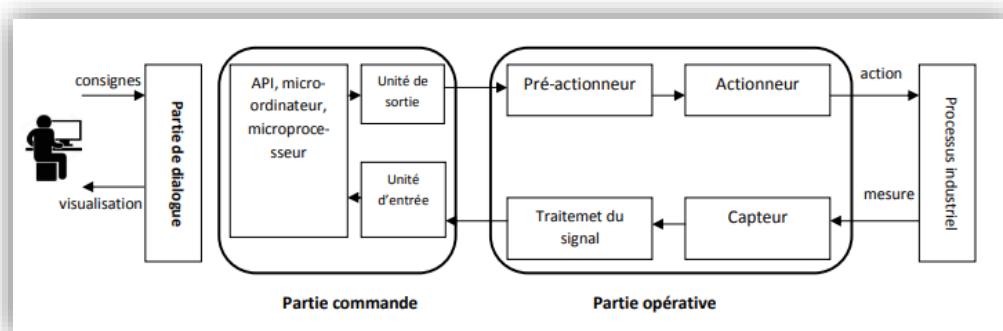 consignes
visualisation
Partie de dialogue
API, micro-
ordinateur,
microproce-
sseur
Unité de
sortie
Unité
d'entrée
Partie commande
Pré-actionneur
Actionneur
Traitemet du
signal
Capteur
Partie opérative
action
mesure
Processus industriel